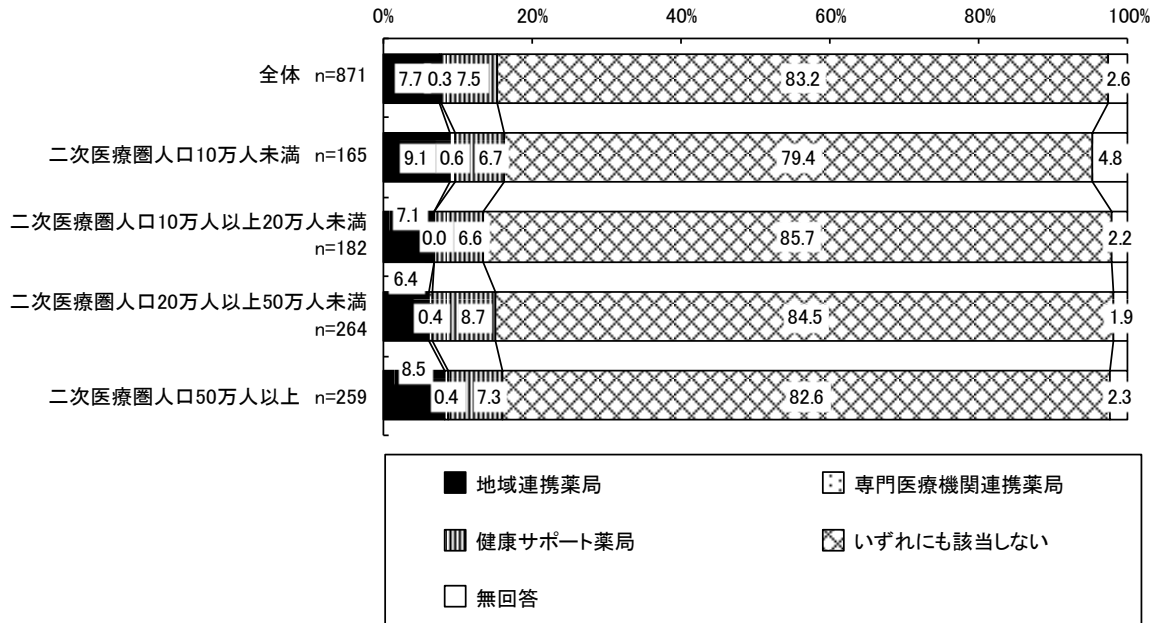 0% 20% 40% 60% 80% 100%
全体 n=871
7.7 0.3 7.5 83.2 2.6
二次医療圏人口10万人未満 n=165
9.1 0.6 6.7 79.4 4.8
二次医療圏人口10万人以上20万人未満
n=182
7.1
0.0 6.6 85.7 2.2
二次医療圏人口20万人以上50万人未満
n=264
6.4
0.4 8.7 84.5 1.9
二次医療圏人口50万人以上 n=259
8.5
0.4 7.3 82.6 2.3
地域連携薬局 専門医療機関連携薬局
健康サポート薬局 いずれにも該当しない
無回答